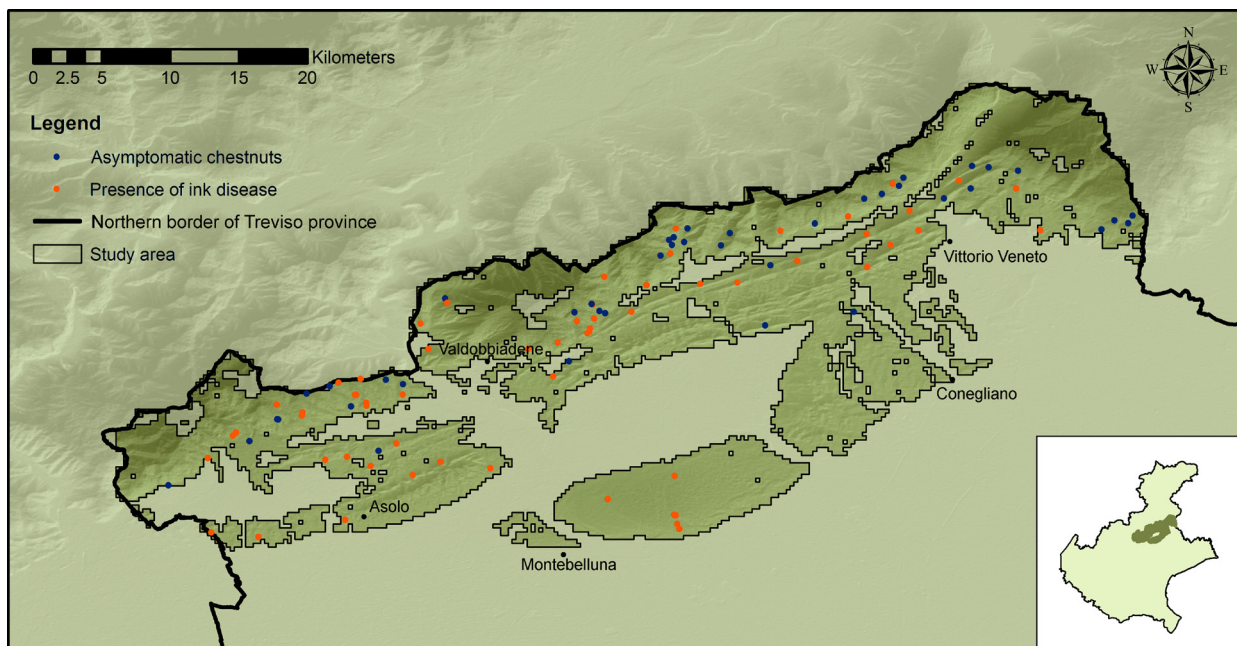 Kilometers
0 2.5 5 10 15 20
N
W E
S
Legend
Asymptomatic chestnuts
Presence of ink disease
Northern border of Treviso province
Study area
Vittorio Veneto
Valdobbiadene
Conegliano
Asolo
Montebelluna